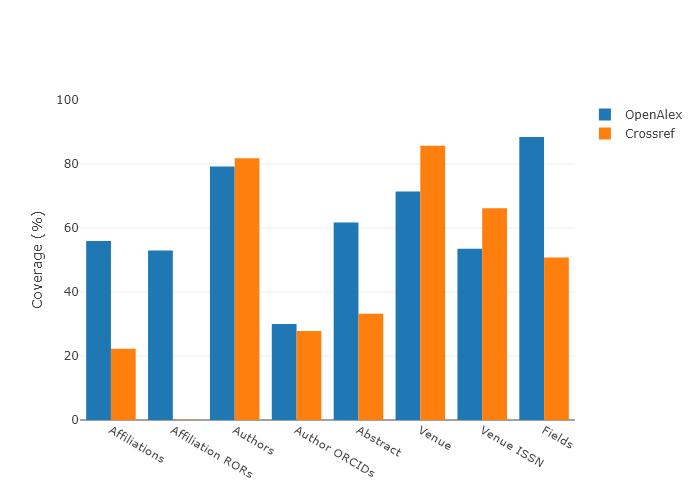 100
80
60
40
20
0
Coverage (%)
Affiliations
Affiliation RORs
Authors
Author ORCIDs
Abstract
Venue
Venue ISSN
Fields
OpenAlex
Crossref